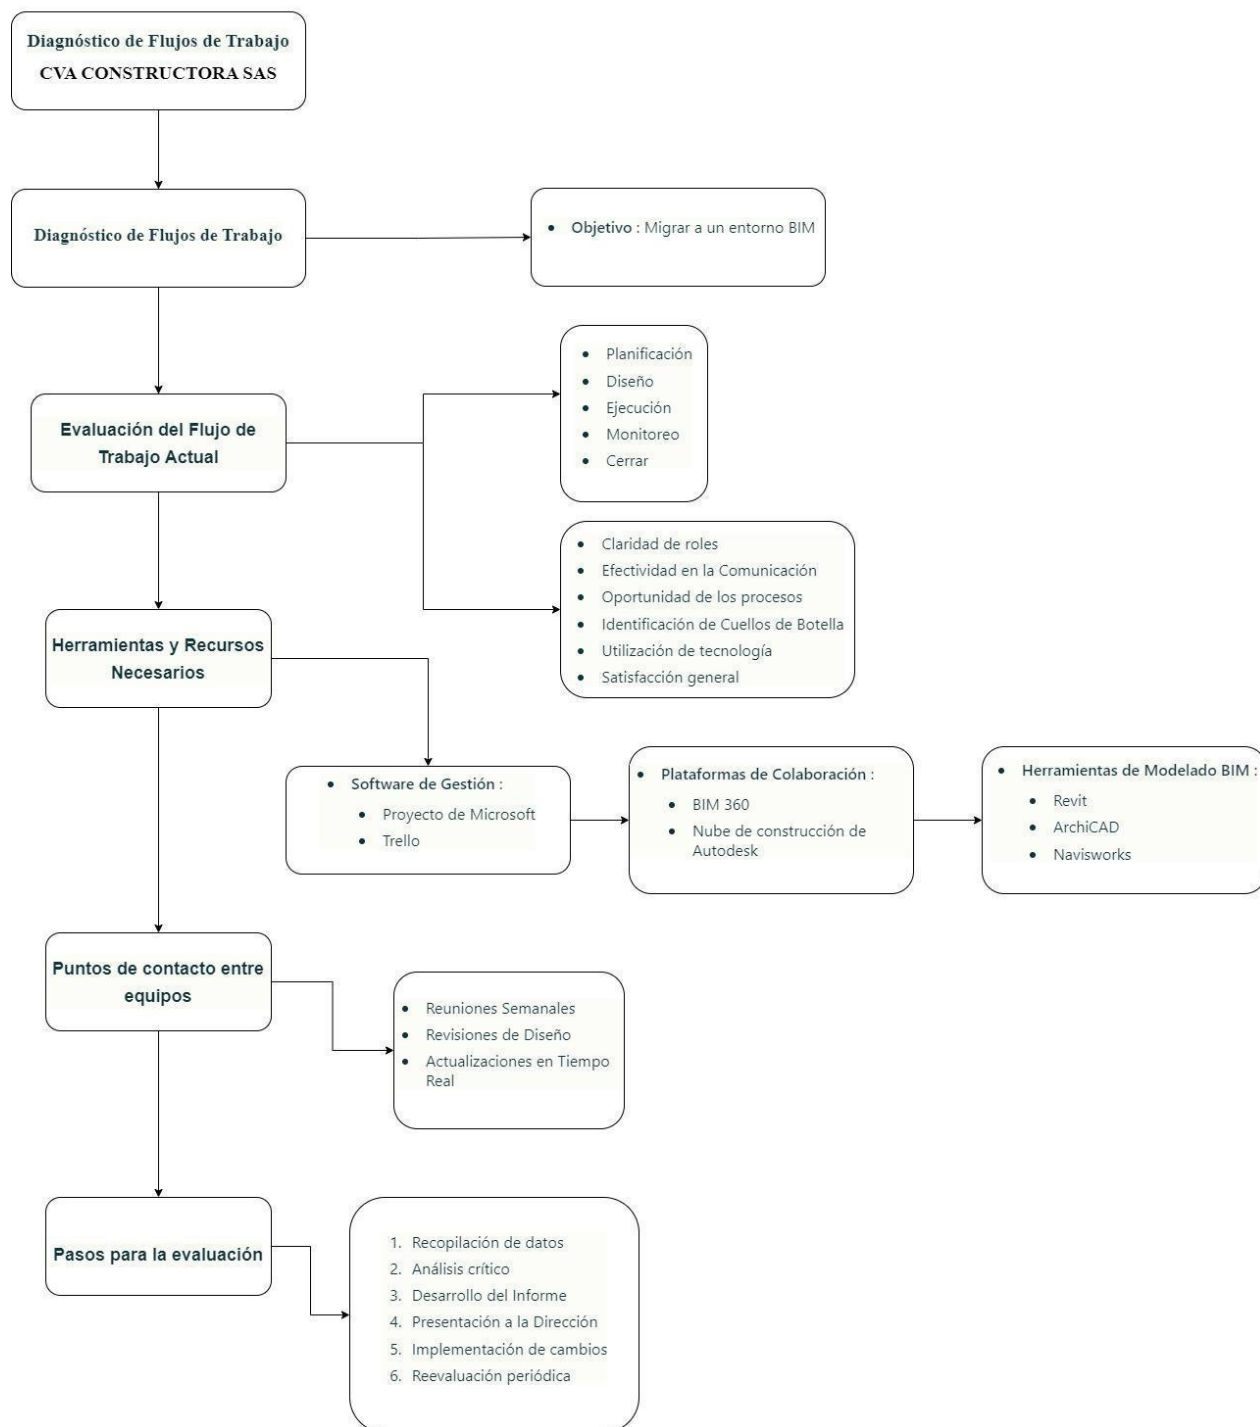 Diagnóstico de Flujos de Trabajo
CVA CONSTRUCTORA SAS
Diagnóstico de Flujos de Trabajo
• Objetivo : Migrar a un entorno BIM
• Planificación
• Diseño
• Ejecución
• Monitoreo
• Cerrar
Evaluación del Flujo de
Trabajo Actual
• Claridad de roles
• Efectividad en la Comunicación
• Oportunidad de los procesos
• Identificación de Cuellos de Botella
• Utilización de tecnología
• Satisfacción general
Herramientas y Recursos
Necesarios
• Software de Gestión :
• Proyecto de Microsoft
• Trello
• Plataformas de Colaboración :
• BIM 360
• Nube de construcción de
Autodesk
• Herramientas de Modelado BIM :
• Revit
• ArchiCAD
• Navisworks
Puntos de contacto entre
equipos
• Reuniones Semanales
• Revisiones de Diseño
• Actualizaciones en Tiempo
Real
Pasos para la evaluación
1. Recopilación de datos
2. Análisis crítico
3. Desarrollo del Informe
4. Presentación a la Dirección
5. Implementación de cambios
6. Reevaluación periódica